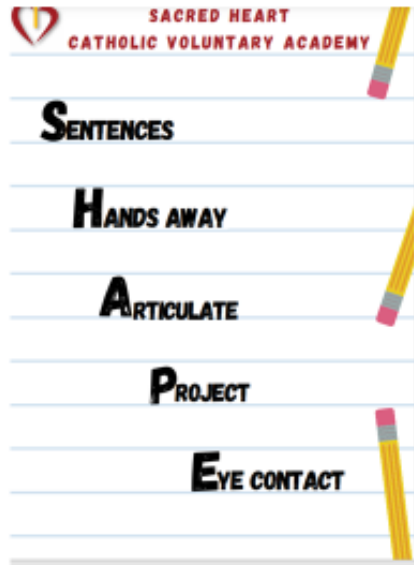 SACRED HEART
CATHOLIC VOLUNTARY ACADEMY
SENTENCES
HANDS AWAY
ARTICULATE
PROJECT
EYE CONTACT